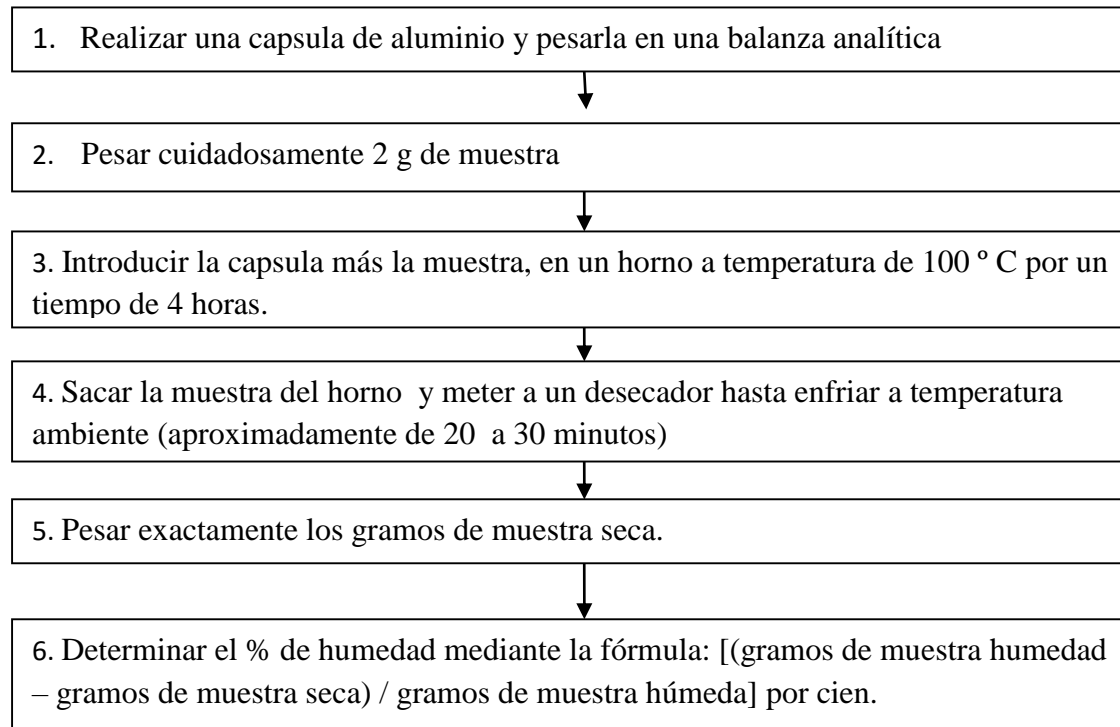 1. Realizar una capsula de aluminio y pesarla en una balanza analítica
2. Pesar cuidadosamente 2 g de muestra
3. Introducir la capsula más la muestra, en un horno a temperatura de 100 º C por un
tiempo de 4 horas.
4. Sacar la muestra del horno y meter a un desecador hasta enfriar a temperatura
ambiente (aproximadamente de 20 a 30 minutos)
5. Pesar exactamente los gramos de muestra seca.
6. Determinar el % de humedad mediante la fórmula: [(gramos de muestra humedad
– gramos de muestra seca) / gramos de muestra húmeda] por cien.